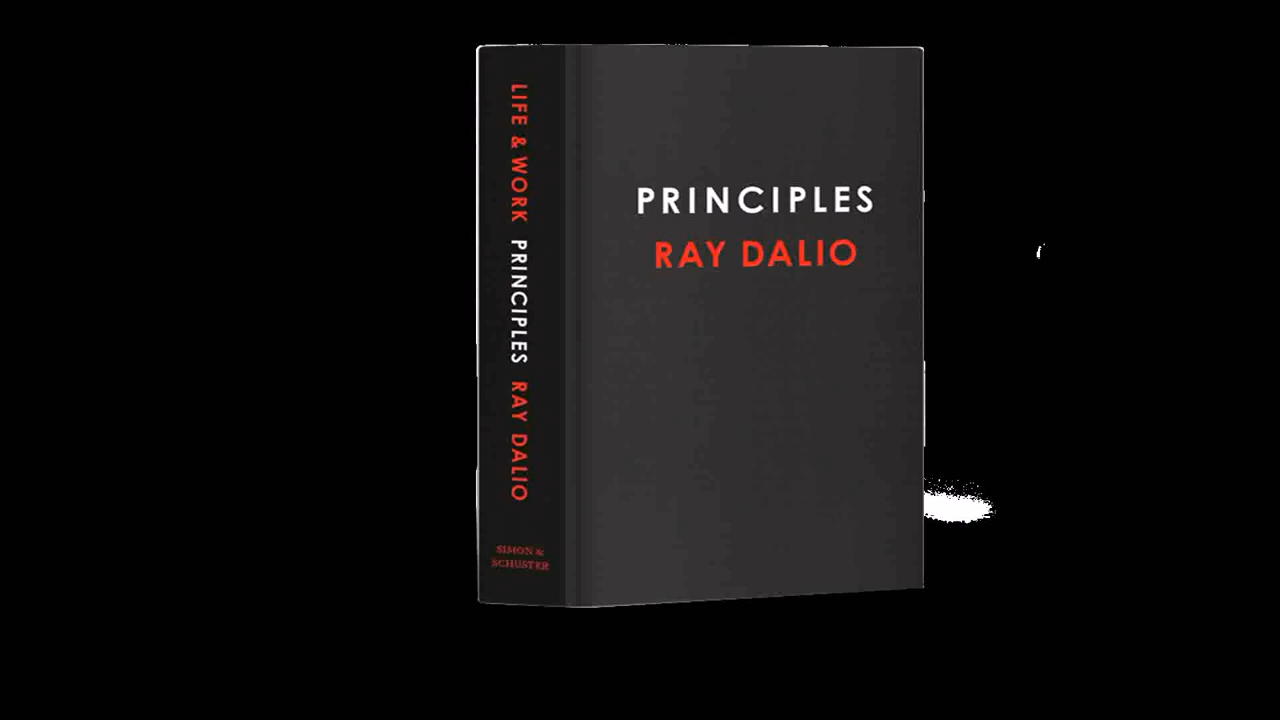 LIFE & WORK PRINCIPLES RAY DALIO
SIMON &
SCHUSTER
PRINCIPLES
RAY DALIO